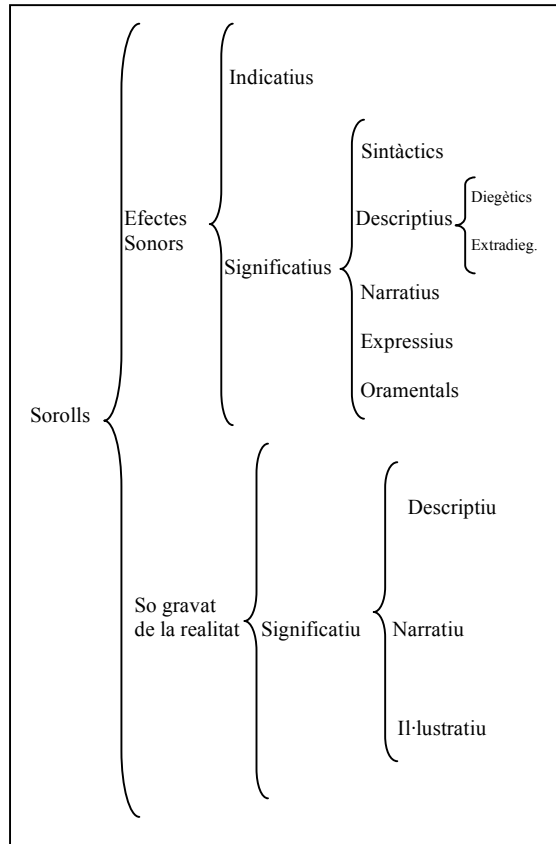 Indicatius
Sintàctics
Diegètics
Efectes
Sonors
Descriptius
Extradieg.
Significatius
Narratius
Expressius
Oramentals
Sorolls
Descriptiu
So gravat
de la realitat
Significatiu
Narratiu
Il·lustratiu